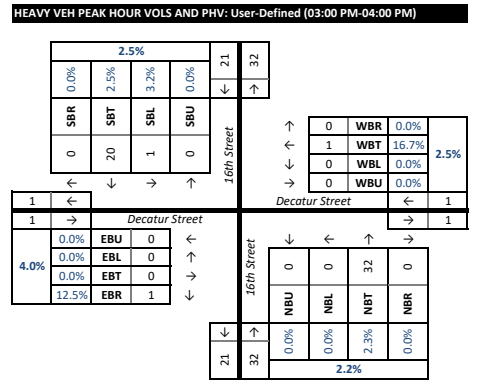 HEAVY VEH PEAK HOUR VOLS AND PHV: User-Defined (03:00 PM-04:00 PM)
2.5%
0.0% 2.5% 3.2% 0.0%
SBR SBT SBL SBU
0 20 1 0
← ↓ → ↑
21 32
↓ ↑
16th Street
↑ 0 WBR 0.0%
← 1 WBT 16.7%
↓ 0 WBL 0.0%
→ 0 WBU 0.0%
2.5%
1 ←
Decatur Street
← 1
1 →
Decatur Street
→ 1
4.0%
0.0% EBU 0 ←
0.0% EBL 0 ↑
0.0% EBT 0 →
12.5% EBR 1 ↓
16th Street
↓ ← ↑ →
0 0 32 0
NBU NBL NBT NBR
0.0% 0.0% 2.3% 0.0%
2.2%
↓ ↑
21 32